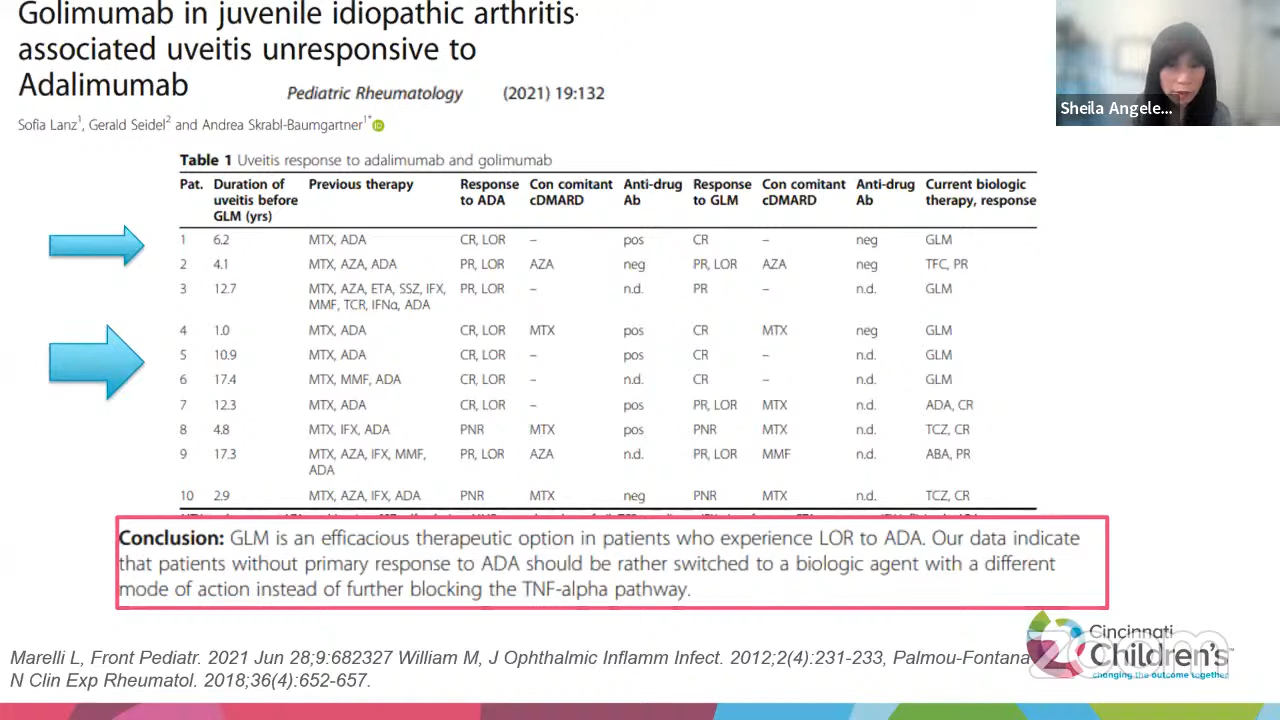 Golimumab in juvenile idiopathic arthritis-
associated uveitis unresponsive to
Adalimumab
Pediatric Rheumatology (2021) 19:132
Sofia Lanz1, Gerald Seidel2 and Andrea Skrabl-Baumgartner1*
Sheila Angele...
Table 1 Uveitis response to adalimumab and golimumab
Pat. Duration of Previous therapy Response Con comitant Anti-drug Response Con comitant Anti-drug Current biologic
uveitis before to ADA cDMARD Ab to GLM cDMARD Ab therapy, response
GLM (yrs)
1 6.2 MTX, ADA CR, LOR – pos CR – neg GLM
2 4.1 MTX, AZA, ADA PR, LOR AZA neg PR, LOR AZA neg TFC, PR
3 12.7 MTX, AZA, ETA, SSZ, IFX, PR, LOR – n.d. PR – n.d. GLM
MMF, TCR, IFNα, ADA
4 1.0 MTX, ADA CR, LOR MTX pos CR MTX neg GLM
5 10.9 MTX, ADA CR, LOR – pos CR – n.d. GLM
6 17.4 MTX, MMF, ADA CR, LOR – n.d. CR – n.d. GLM
7 12.3 MTX, ADA CR, LOR – pos PR, LOR MTX n.d. ADA, CR
8 4.8 MTX, IFX, ADA PNR MTX pos PNR MTX n.d. TCZ, CR
9 17.3 MTX, AZA, IFX, MMF, PR, LOR AZA n.d. PR, LOR MMF n.d. ABA, PR
ADA
10 2.9 MTX, AZA, IFX, ADA PNR MTX neg PNR MTX n.d. TCZ, CR
Conclusion: GLM is an efficacious therapeutic option in patients who experience LOR to ADA. Our data indicate
that patients without primary response to ADA should be rather switched to a biologic agent with a different
mode of action instead of further blocking the TNF-alpha pathway.
Marelli L, Front Pediatr. 2021 Jun 28;9:682327 William M, J Ophthalmic Inflamm Infect. 2012;2(4):231-233, Palmou-Fontana
N Clin Exp Rheumatol. 2018;36(4):652-657.
Cincinnati
Children's™
changing the outcome together
zoom